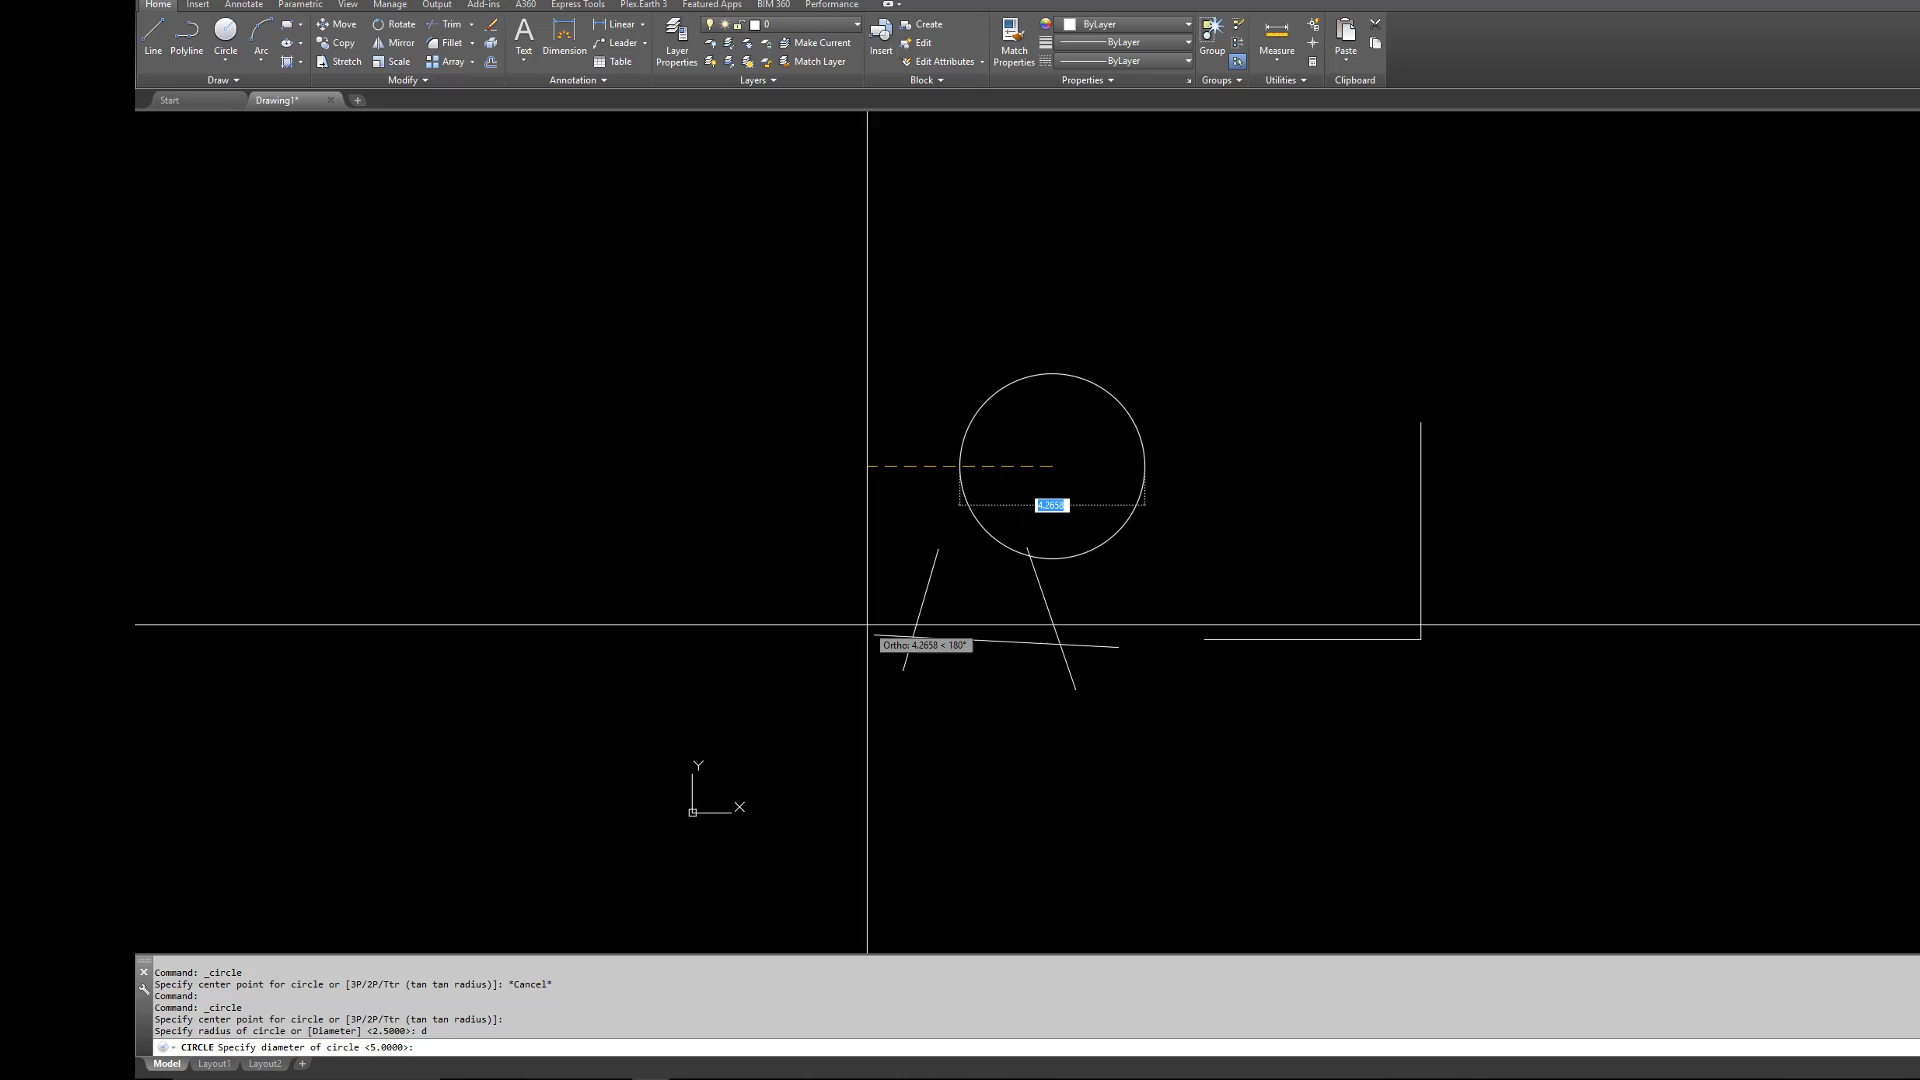 Home Insert Annotate Parametric View Manage Output Add-ins A360 Express Tools Plex.Earth 3 Featured Apps BIM 360 Performance
Line Polyline Circle Arc
Move Rotate Trim
Copy Mirror Fillet
Stretch Scale Array
Text Dimension
Linear
Leader
Table
Layer Properties
0
Make Current
Match Layer
Insert
Create
Edit
Edit Attributes
Match Properties
ByLayer
ByLayer
ByLayer
Group
Measure
Paste
Draw Modify Annotation Layers Block Properties Groups Utilities Clipboard
Start Drawing1*
4.2658
Ortho: 4.2658 < 180°
Y
X
Command: _circle
Specify center point for circle or [3P/2P/Ttr (tan tan radius)]: *Cancel*
Command:
Command: _circle
Specify center point for circle or [3P/2P/Ttr (tan tan radius)]:
Specify radius of circle or [Diameter] <2.5000>: d
CIRCLE Specify diameter of circle <5.0000>:
Model Layout1 Layout2 +